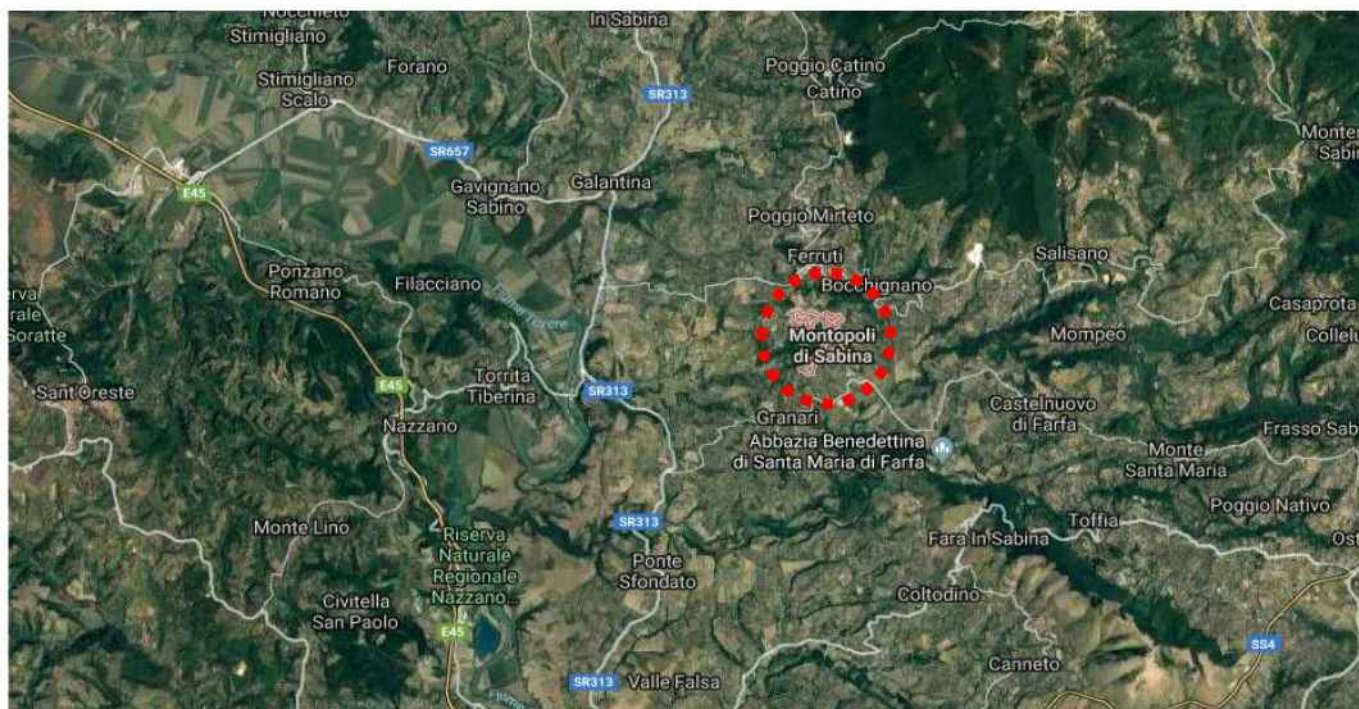 Nocchieto
Stimigliano
In Sabina
Forano
Poggio Catino
Catino
Stimigliano
Scalo
SR313
SR657
E45
Gavignano
Sabino
Galantina
Poggio Mirteto
Ferruti
Salisano
Ponzano
Romano
Filacciano
Bocchignano
Casaprota
Montopoli
di Sabina
Mompeo
Sant'Oreste
E45
Torrita
Tiberina
SR313
Nazzano
Granari
Castelnuovo
di Farfa
Abbazia Benedettina
di Santa Maria di Farfa
Monte
Santa Maria
Poggio Nativo
Monte Lino
Riserva
Naturale
Regionale
Nazzano...
SR313
Ponte
Sfondato
Fara In Sabina
Toffia
Civitella
San Paolo
Coltodino
E45
SS4
Canneto
SR313
Valle Falsa